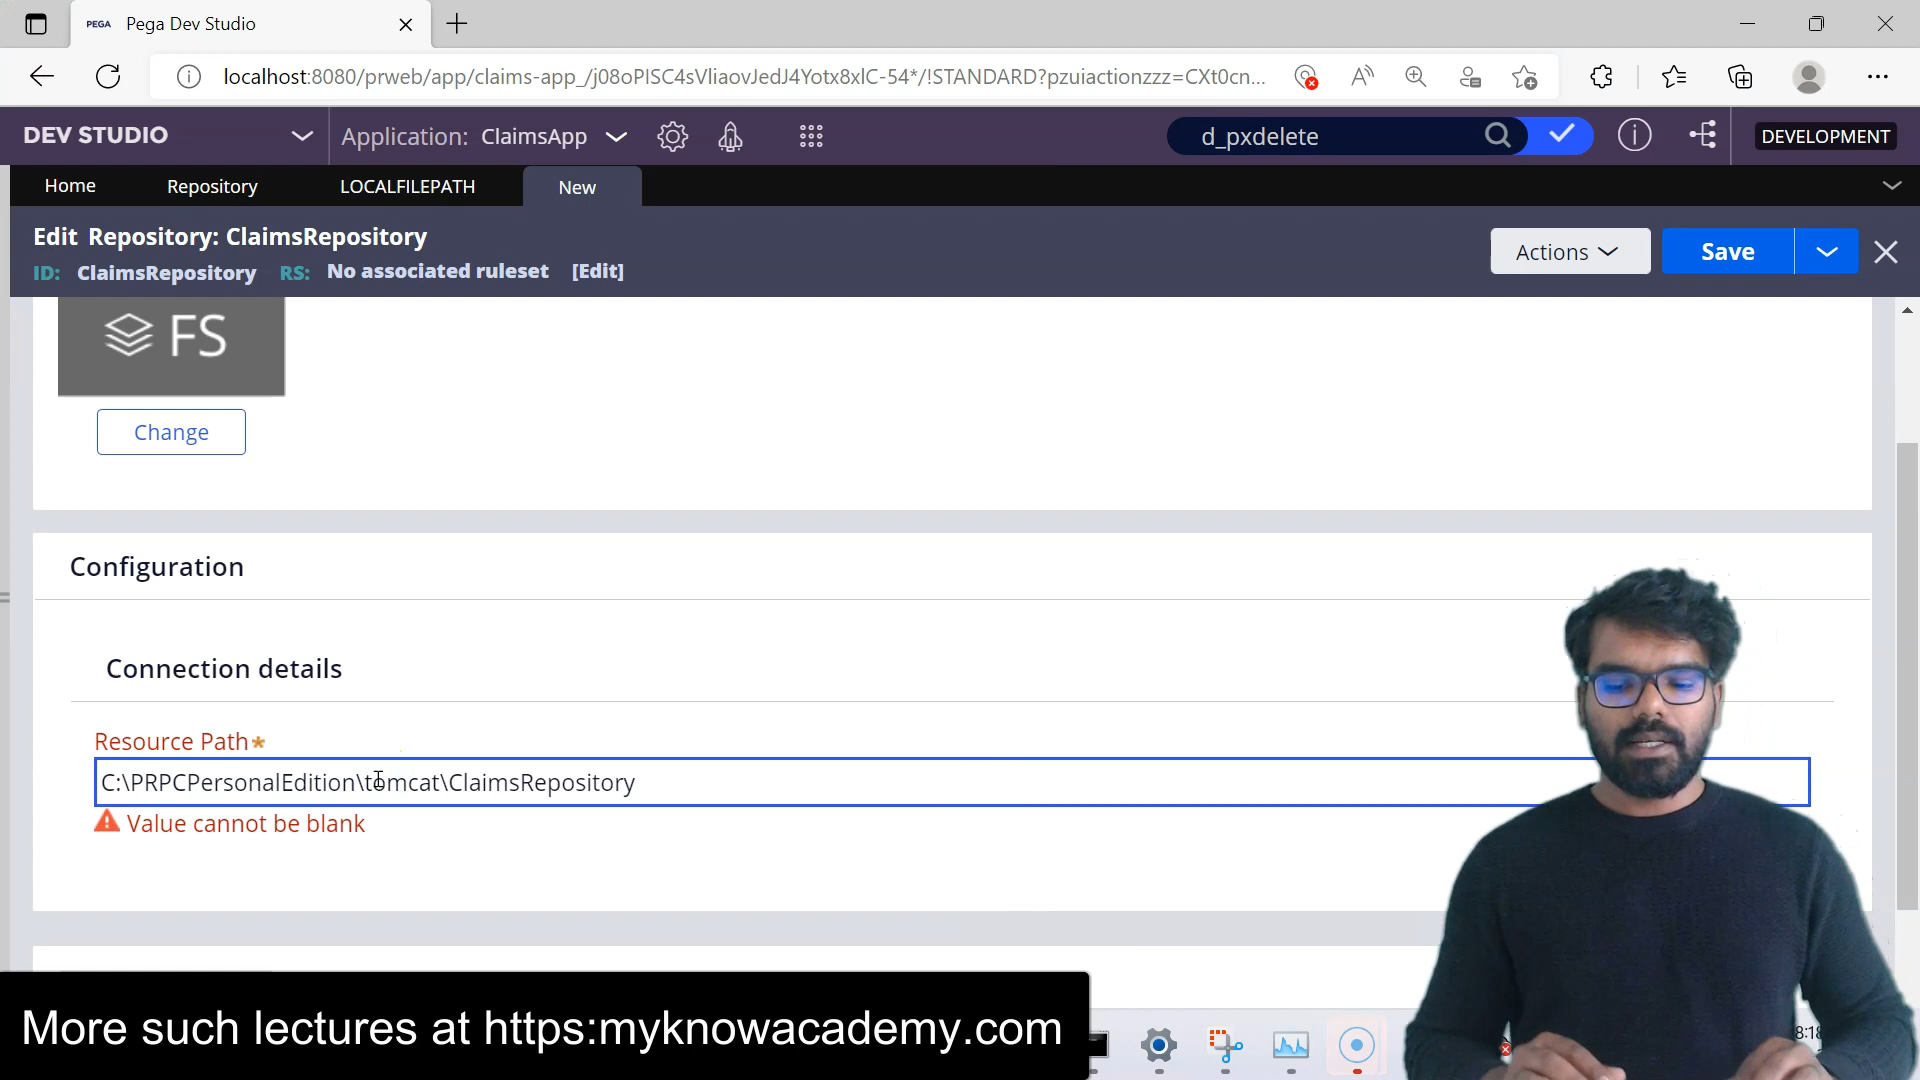 PEGA Pega Dev Studio
localhost:8080/prweb/app/claims-app_/j08oPISC4sVliaovJedJ4Yotx8xlC-54*/!STANDARD?pzuiactionzzz=CXt0cn...
DEV STUDIO Application: ClaimsApp d_pxdelete DEVELOPMENT
Home Repository LOCALFILEPATH New
Edit Repository: ClaimsRepository
ID: ClaimsRepository RS: No associated ruleset [Edit]
Actions Save
FS
Change
Configuration
Connection details
Resource Path*
C:\PRPCPersonalEdition\tomcat\ClaimsRepository
Value cannot be blank
More such lectures at https:myknowacademy.com